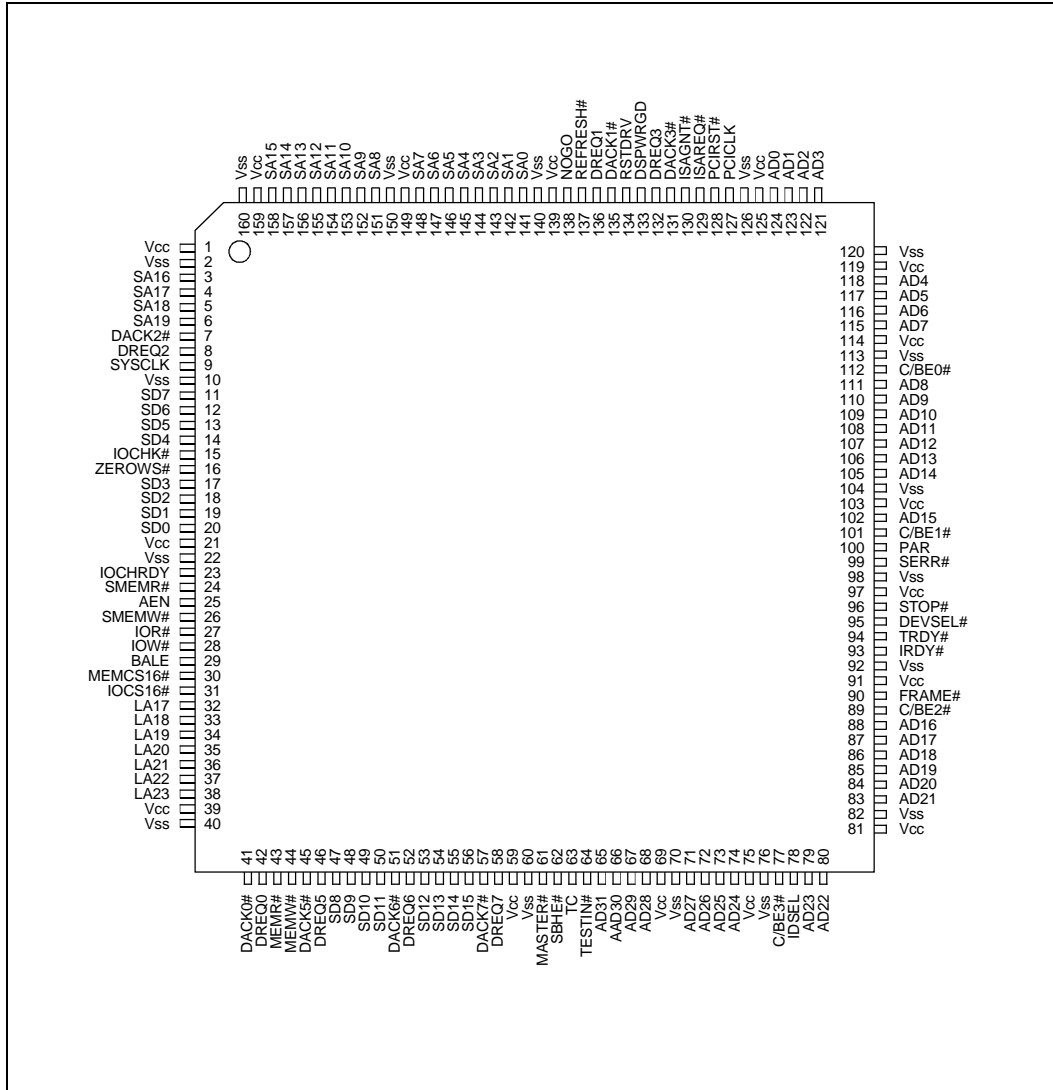 Vss
Vcc
SA15
SA14
SA13
SA12
SA11
SA10
SA9
SA8
Vss
Vcc
SA7
SA6
SA5
SA4
SA3
SA2
SA1
SA0
Vss
Vcc
NOGO
REFRESH#
DREQ1
DACK1#
RSTDRV
DSPWRGD
DREQ3
DACK3#
ISAGNT#
ISAREQ#
PCIRST#
PCICLK
Vss
Vcc
AD0
AD1
AD2
AD3
160
159
158
157
156
155
154
153
152
151
150
149
148
147
146
145
144
143
142
141
140
139
138
137
136
135
134
133
132
131
130
129
128
127
126
125
124
123
122
121
Vcc 1
Vss 2
SA16 3
SA17 4
SA18 5
SA19 6
DACK2# 7
DREQ2 8
SYSCLK 9
Vss 10
SD7 11
SD6 12
SD5 13
SD4 14
IOCHK# 15
ZEROWS# 16
SD3 17
SD2 18
SD1 19
SD0 20
Vcc 21
Vss 22
IOCHRDY 23
SMEMR# 24
AEN 25
SMEMW# 26
IOR# 27
IOW# 28
BALE 29
MEMCS16# 30
IOCS16# 31
LA17 32
LA18 33
LA19 34
LA20 35
LA21 36
LA22 37
LA23 38
Vcc 39
Vss 40
120 Vss
119 Vcc
118 AD4
117 AD5
116 AD6
115 AD7
114 Vcc
113 Vss
112 C/BE0#
111 AD8
110 AD9
109 AD10
108 AD11
107 AD12
106 AD13
105 AD14
104 Vss
103 Vcc
102 AD15
101 C/BE1#
100 PAR
99 SERR#
98 Vss
97 Vcc
96 STOP#
95 DEVSEL#
94 TRDY#
93 IRDY#
92 Vss
91 Vcc
90 FRAME#
89 C/BE2#
88 AD16
87 AD17
86 AD18
85 AD19
84 AD20
83 AD21
82 Vss
81 Vcc
41
42
43
44
45
46
47
48
49
50
51
52
53
54
55
56
57
58
59
60
61
62
63
64
65
66
67
68
69
70
71
72
73
74
75
76
77
78
79
80
DACK0#
DREQ0
MEMR#
MEMW#
DACK5#
DREQ5
SD8
SD9
SD10
SD11
DACK6#
DREQ6
SD12
SD13
SD14
SD15
DACK7#
DREQ7
Vcc
Vss
MASTER#
SBHE#
TC
TESTIN#
AD31
AAD30
AD29
AD28
Vcc
Vss
AD27
AD26
AD25
AD24
Vcc
Vss
C/BE3#
IDSEL
AD23
AD22